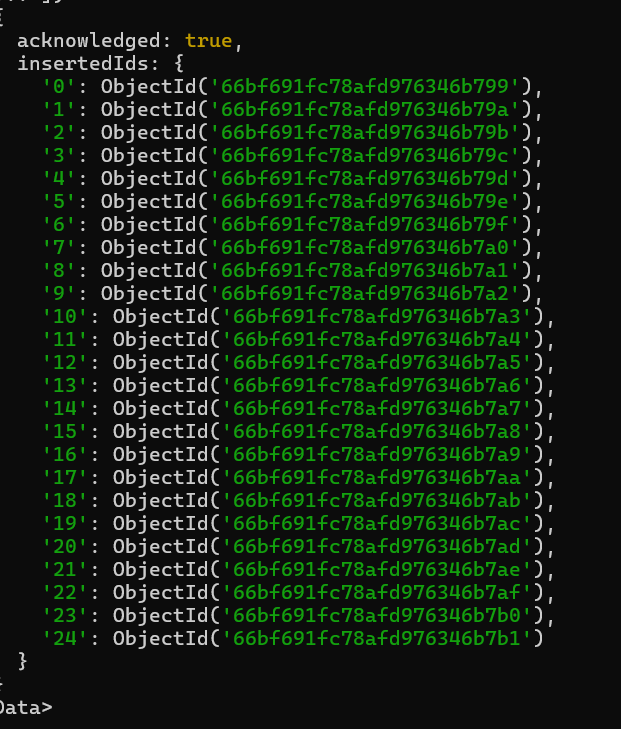 {
  acknowledged: true,
  insertedIds: {
    '0': ObjectId('66bf691fc78afd976346b799'),
    '1': ObjectId('66bf691fc78afd976346b79a'),
    '2': ObjectId('66bf691fc78afd976346b79b'),
    '3': ObjectId('66bf691fc78afd976346b79c'),
    '4': ObjectId('66bf691fc78afd976346b79d'),
    '5': ObjectId('66bf691fc78afd976346b79e'),
    '6': ObjectId('66bf691fc78afd976346b79f'),
    '7': ObjectId('66bf691fc78afd976346b7a0'),
    '8': ObjectId('66bf691fc78afd976346b7a1'),
    '9': ObjectId('66bf691fc78afd976346b7a2'),
    '10': ObjectId('66bf691fc78afd976346b7a3'),
    '11': ObjectId('66bf691fc78afd976346b7a4'),
    '12': ObjectId('66bf691fc78afd976346b7a5'),
    '13': ObjectId('66bf691fc78afd976346b7a6'),
    '14': ObjectId('66bf691fc78afd976346b7a7'),
    '15': ObjectId('66bf691fc78afd976346b7a8'),
    '16': ObjectId('66bf691fc78afd976346b7a9'),
    '17': ObjectId('66bf691fc78afd976346b7aa'),
    '18': ObjectId('66bf691fc78afd976346b7ab'),
    '19': ObjectId('66bf691fc78afd976346b7ac'),
    '20': ObjectId('66bf691fc78afd976346b7ad'),
    '21': ObjectId('66bf691fc78afd976346b7ae'),
    '22': ObjectId('66bf691fc78afd976346b7af'),
    '23': ObjectId('66bf691fc78afd976346b7b0'),
    '24': ObjectId('66bf691fc78afd976346b7b1')
  }
}
Data>